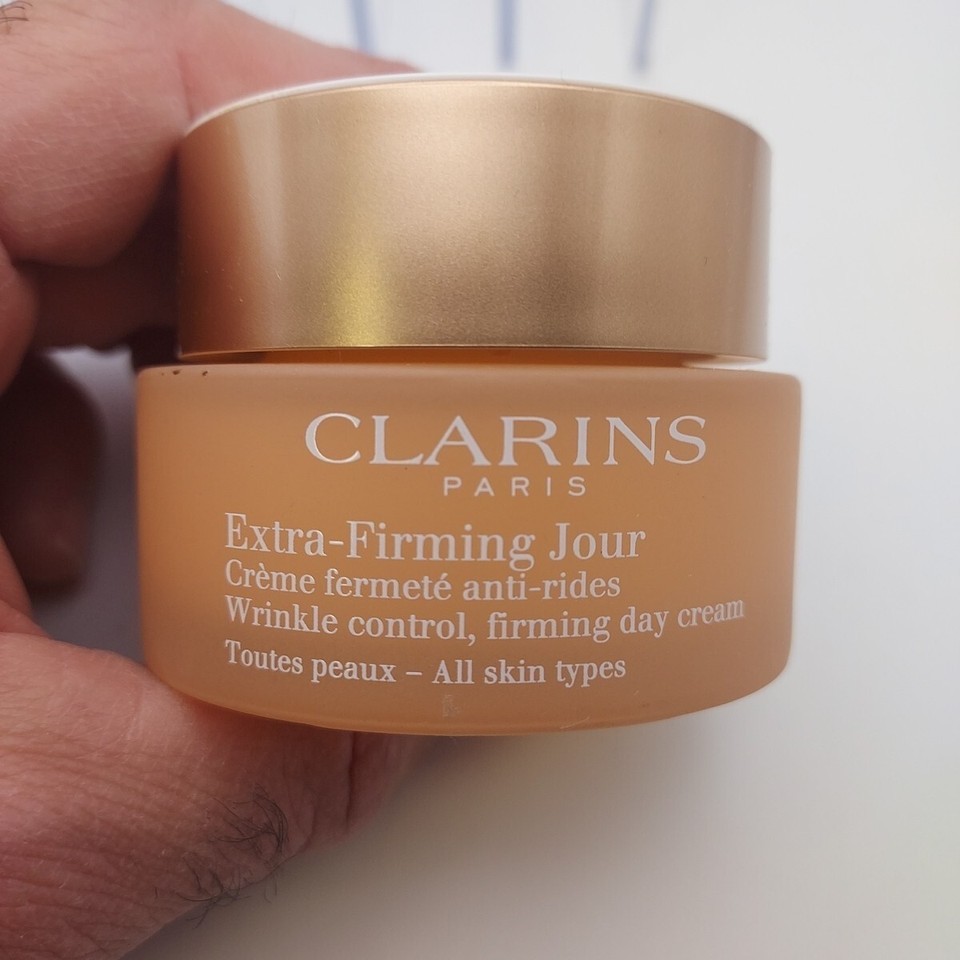 CLARINS
PARIS
Extra-Firming Jour
Crème fermeté anti-rides
Wrinkle control, firming day cream
Toutes peaux – All skin types